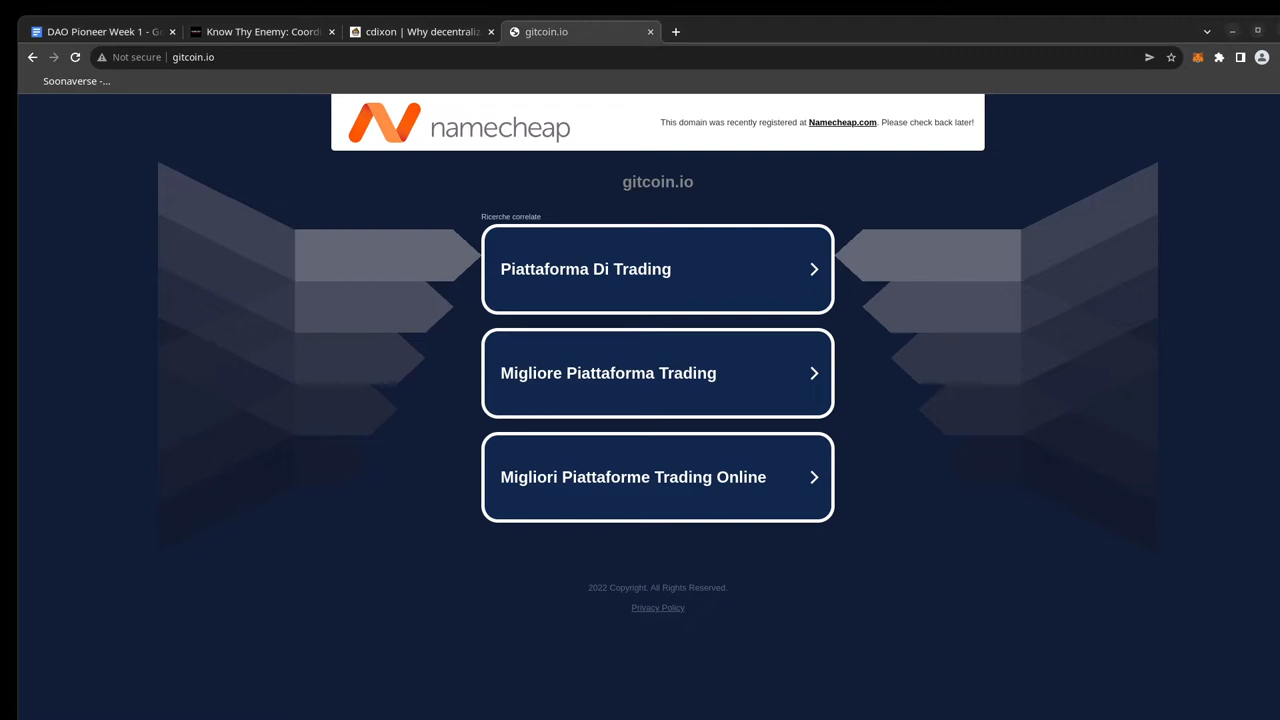 DAO Pioneer Week 1 - Go
Know Thy Enemy: Coordi
cdixon | Why decentraliz
gitcoin.io
Not secure
gitcoin.io
Soonaverse -...
namecheap
This domain was recently registered at Namecheap.com. Please check back later!
gitcoin.io
Ricerche correlate
Piattaforma Di Trading
Migliore Piattaforma Trading
Migliori Piattaforme Trading Online
2022 Copyright. All Rights Reserved.
Privacy Policy